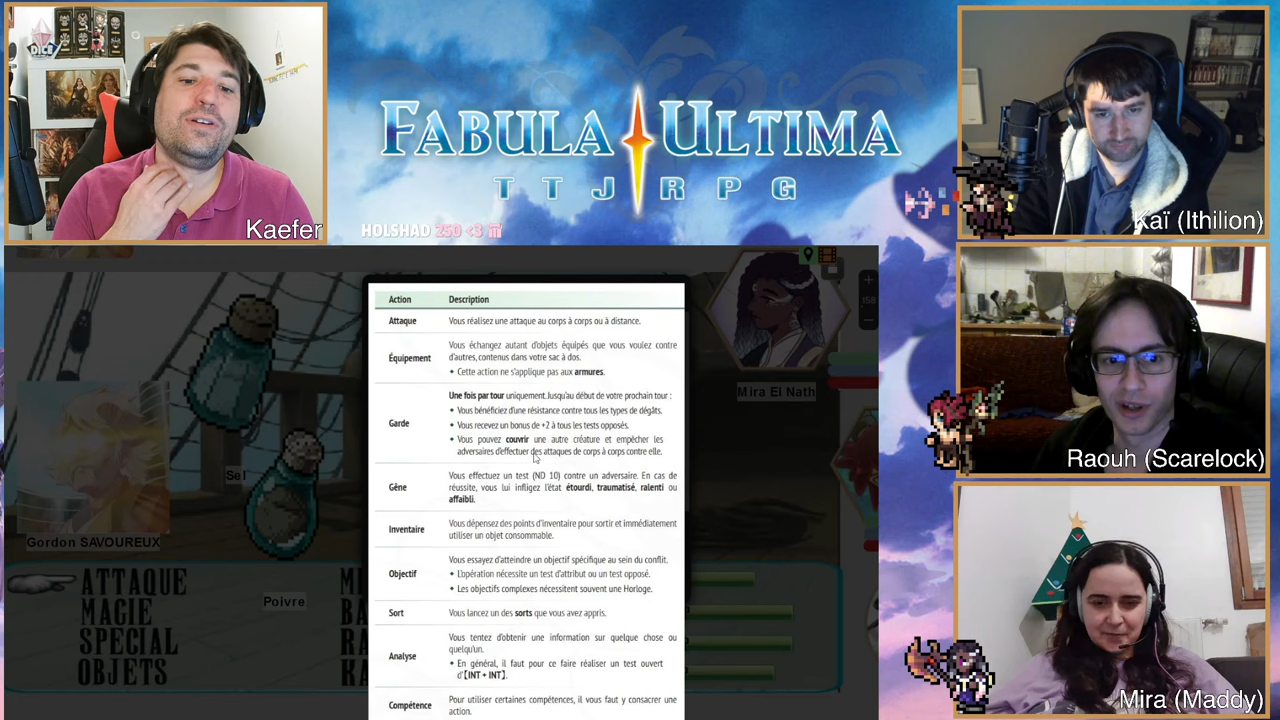 DICE
Kaefer
FABULA ULTIMA
TTJRPG
HOLSHAD 250 <3
Kaï (Ithilion)
Raouh (Scarelock)
Mira (Maddy)
158
Mira El Nath
Sel
Gordon SAVOUREUX
Poivre
ATTAQUE
MAGIE
SPECIAL
OBJETS
Action Description
Attaque Vous réalisez une attaque au corps à corps ou à distance.
Équipement Vous échangez autant d'objets équipés que vous voulez contre
d'autres, contenus dans votre sac à dos.
• Cette action ne s'applique pas aux armures.
Garde Une fois par tour uniquement. Jusqu'au début de votre prochain tour :
• Vous bénéficiez d'une résistance contre tous les types de dégâts.
• Vous recevez un bonus de +2 à tous les tests opposés.
• Vous pouvez couvrir une autre créature et empêcher les
adversaires d'effectuer des attaques de corps à corps contre elle.
Gêne Vous effectuez un test (ND 10) contre un adversaire. En cas de
réussite, vous lui infligez l'état étourdi, traumatisé, ralenti ou
affaibli.
Inventaire Vous dépensez des points d'inventaire pour sortir et immédiatement
utiliser un objet consommable.
Objectif Vous essayez d'atteindre un objectif spécifique au sein du conflit.
• L'opération nécessite un test d'attribut ou un test opposé.
• Les objectifs complexes nécessitent souvent une Horloge.
Sort Vous lancez un des sorts que vous avez appris.
Analyse Vous tentez d'obtenir une information sur quelque chose ou
quelqu'un.
• En général, il faut pour ce faire réaliser un test ouvert
d'【INT + INT】.
Compétence Pour utiliser certaines compétences, il vous faut y consacrer une
action.